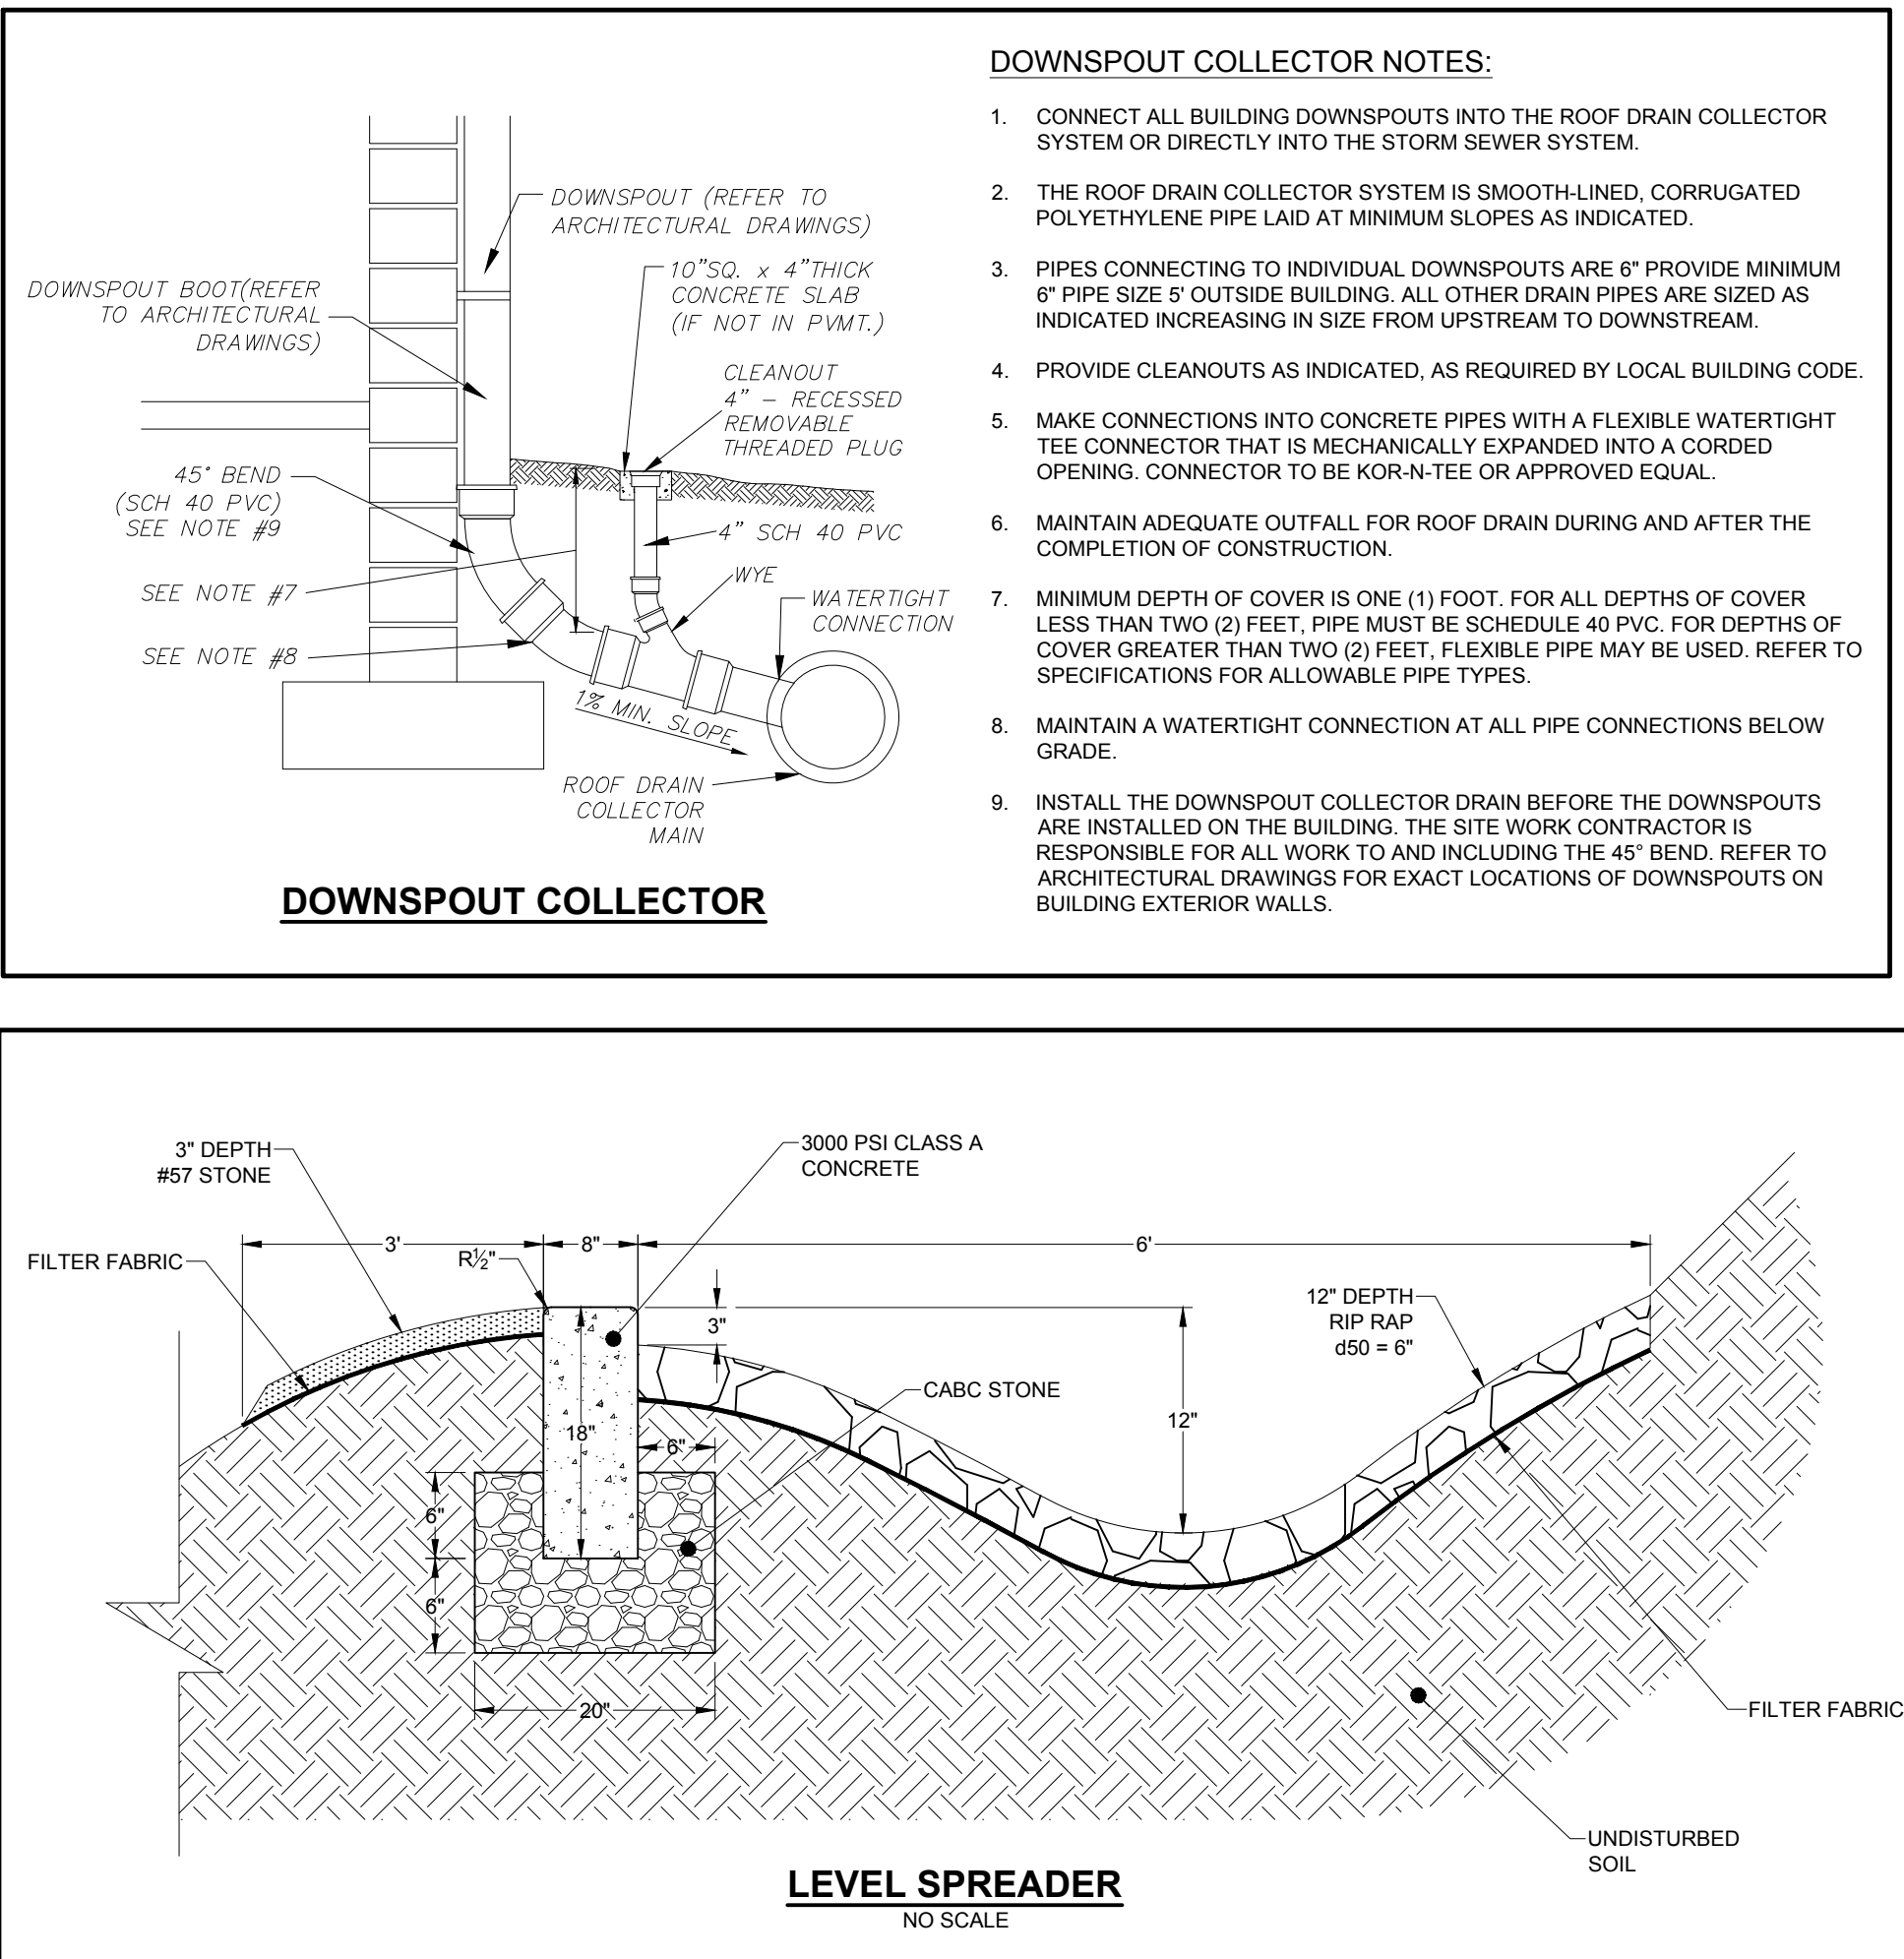 DOWNSPOUT (REFER TO
ARCHITECTURAL DRAWINGS)
10"SQ. x 4"THICK
CONCRETE SLAB
(IF NOT IN PVMT.)
DOWNSPOUT BOOT(REFER
TO ARCHITECTURAL
DRAWINGS)
CLEANOUT
4" – RECESSED
REMOVABLE
THREADED PLUG
45° BEND
(SCH 40 PVC)
SEE NOTE #9
4" SCH 40 PVC
WYE
SEE NOTE #7
WATERTIGHT
CONNECTION
SEE NOTE #8
1% MIN. SLOPE
ROOF DRAIN
COLLECTOR
MAIN
DOWNSPOUT COLLECTOR
DOWNSPOUT COLLECTOR NOTES:
1. CONNECT ALL BUILDING DOWNSPOUTS INTO THE ROOF DRAIN COLLECTOR
SYSTEM OR DIRECTLY INTO THE STORM SEWER SYSTEM.
2. THE ROOF DRAIN COLLECTOR SYSTEM IS SMOOTH-LINED, CORRUGATED
POLYETHYLENE PIPE LAID AT MINIMUM SLOPES AS INDICATED.
3. PIPES CONNECTING TO INDIVIDUAL DOWNSPOUTS ARE 6" PROVIDE MINIMUM
6" PIPE SIZE 5' OUTSIDE BUILDING. ALL OTHER DRAIN PIPES ARE SIZED AS
INDICATED INCREASING IN SIZE FROM UPSTREAM TO DOWNSTREAM.
4. PROVIDE CLEANOUTS AS INDICATED, AS REQUIRED BY LOCAL BUILDING CODE.
5. MAKE CONNECTIONS INTO CONCRETE PIPES WITH A FLEXIBLE WATERTIGHT
TEE CONNECTOR THAT IS MECHANICALLY EXPANDED INTO A CORDED
OPENING. CONNECTOR TO BE KOR-N-TEE OR APPROVED EQUAL.
6. MAINTAIN ADEQUATE OUTFALL FOR ROOF DRAIN DURING AND AFTER THE
COMPLETION OF CONSTRUCTION.
7. MINIMUM DEPTH OF COVER IS ONE (1) FOOT. FOR ALL DEPTHS OF COVER
LESS THAN TWO (2) FEET, PIPE MUST BE SCHEDULE 40 PVC. FOR DEPTHS OF
COVER GREATER THAN TWO (2) FEET, FLEXIBLE PIPE MAY BE USED. REFER TO
SPECIFICATIONS FOR ALLOWABLE PIPE TYPES.
8. MAINTAIN A WATERTIGHT CONNECTION AT ALL PIPE CONNECTIONS BELOW
GRADE.
9. INSTALL THE DOWNSPOUT COLLECTOR DRAIN BEFORE THE DOWNSPOUTS
ARE INSTALLED ON THE BUILDING. THE SITE WORK CONTRACTOR IS
RESPONSIBLE FOR ALL WORK TO AND INCLUDING THE 45° BEND. REFER TO
ARCHITECTURAL DRAWINGS FOR EXACT LOCATIONS OF DOWNSPOUTS ON
BUILDING EXTERIOR WALLS.
3" DEPTH
#57 STONE
3000 PSI CLASS A
CONCRETE
3'
8"
6'
FILTER FABRIC
R½"
12" DEPTH
RIP RAP
d50 = 6"
3"
CABC STONE
12"
18"
6"
6"
6"
20"
FILTER FABRIC
UNDISTURBED
SOIL
LEVEL SPREADER
NO SCALE